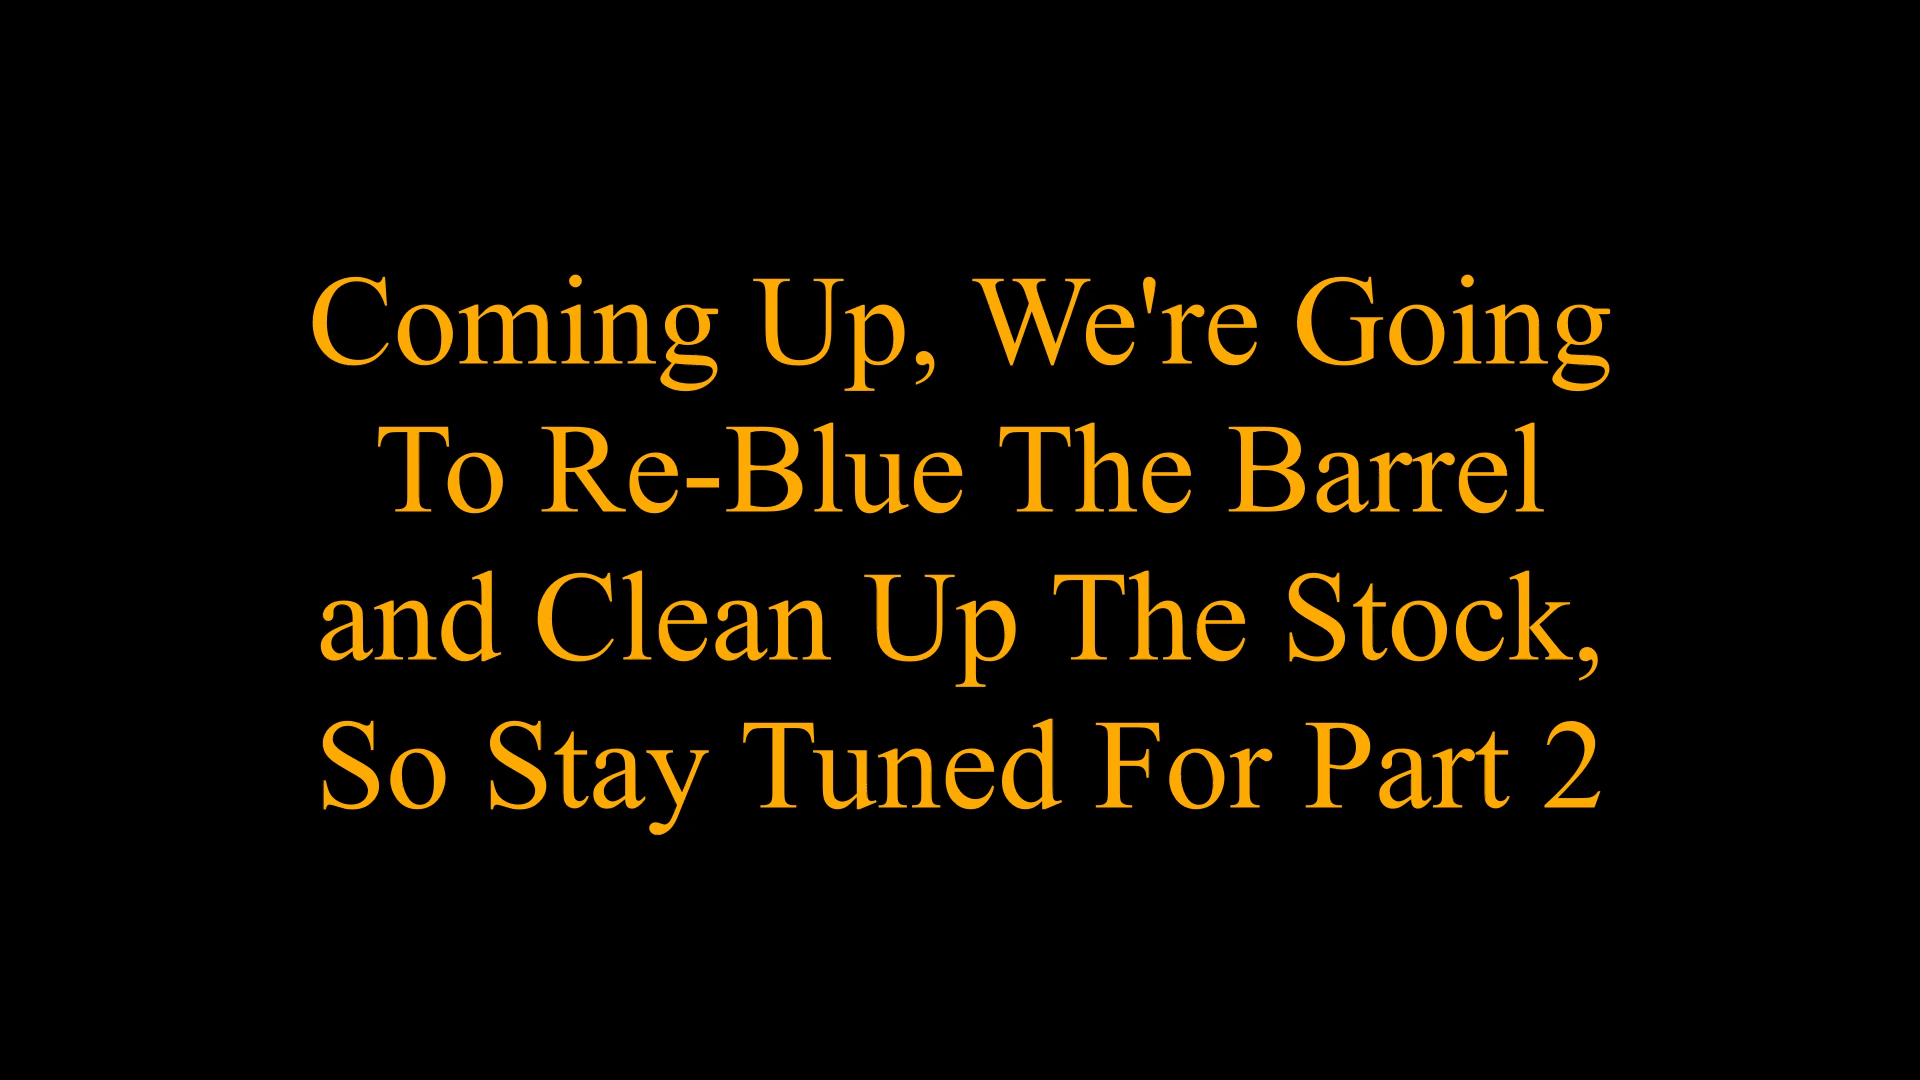 Coming Up, We're Going
To Re-Blue The Barrel
and Clean Up The Stock,
So Stay Tuned For Part 2